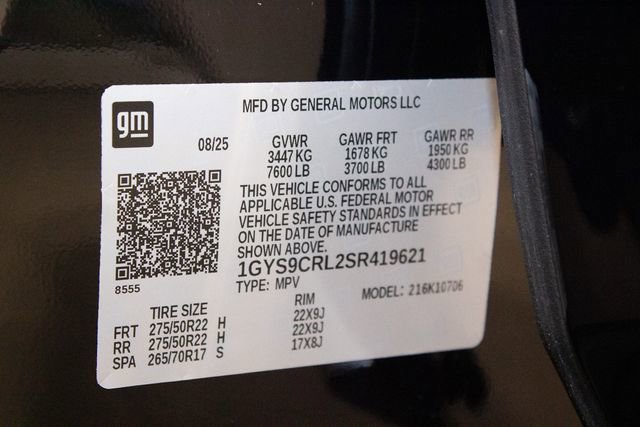 MFD BY GENERAL MOTORS LLC
gm
08/25 GVWR GAWR FRT GAWR RR
3447 KG 1678 KG 1950 KG
7600 LB 3700 LB 4300 LB
THIS VEHICLE CONFORMS TO ALL
APPLICABLE U.S. FEDERAL MOTOR
VEHICLE SAFETY STANDARDS IN EFFECT
ON THE DATE OF MANUFACTURE
SHOWN ABOVE.
1GYS9CRL2SR419621
8555
TYPE: MPV MODEL: 216K10706
TIRE SIZE RIM
FRT 275/50R22 H 22X9J
RR 275/50R22 H 22X9J
SPA 265/70R17 S 17X8J